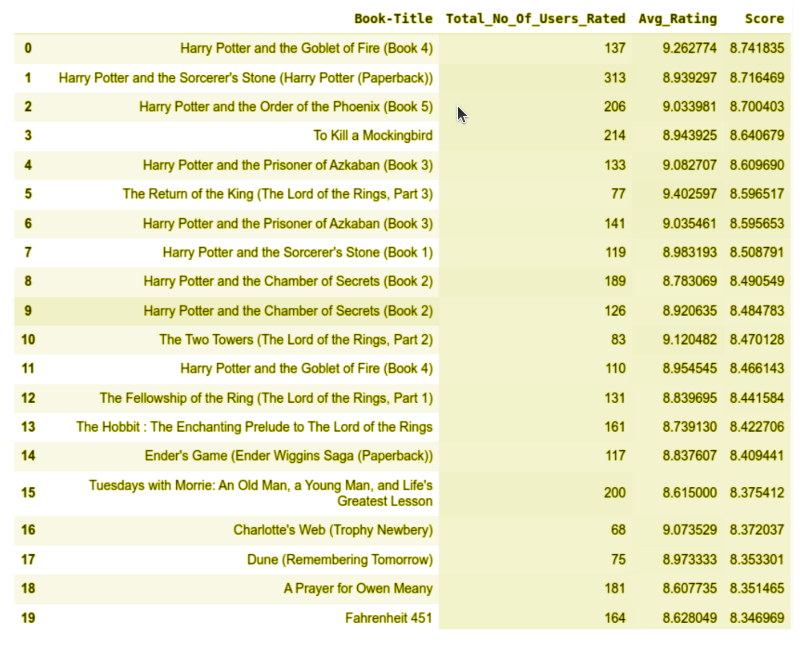 Book-Title Total_No_Of_Users_Rated Avg_Rating Score
0 Harry Potter and the Goblet of Fire (Book 4) 137 9.262774 8.741835
1 Harry Potter and the Sorcerer's Stone (Harry Potter (Paperback)) 313 8.939297 8.716469
2 Harry Potter and the Order of the Phoenix (Book 5) 206 9.033981 8.700403
3 To Kill a Mockingbird 214 8.943925 8.640679
4 Harry Potter and the Prisoner of Azkaban (Book 3) 133 9.082707 8.609690
5 The Return of the King (The Lord of the Rings, Part 3) 77 9.402597 8.596517
6 Harry Potter and the Prisoner of Azkaban (Book 3) 141 9.035461 8.595653
7 Harry Potter and the Sorcerer's Stone (Book 1) 119 8.983193 8.508791
8 Harry Potter and the Chamber of Secrets (Book 2) 189 8.783069 8.490549
9 Harry Potter and the Chamber of Secrets (Book 2) 126 8.920635 8.484783
10 The Two Towers (The Lord of the Rings, Part 2) 83 9.120482 8.470128
11 Harry Potter and the Goblet of Fire (Book 4) 110 8.954545 8.466143
12 The Fellowship of the Ring (The Lord of the Rings, Part 1) 131 8.839695 8.441584
13 The Hobbit : The Enchanting Prelude to The Lord of the Rings 161 8.739130 8.422706
14 Ender's Game (Ender Wiggins Saga (Paperback)) 117 8.837607 8.409441
15 Tuesdays with Morrie: An Old Man, a Young Man, and Life's
Greatest Lesson 200 8.615000 8.375412
16 Charlotte's Web (Trophy Newbery) 68 9.073529 8.372037
17 Dune (Remembering Tomorrow) 75 8.973333 8.353301
18 A Prayer for Owen Meany 181 8.607735 8.351465
19 Fahrenheit 451 164 8.628049 8.346969